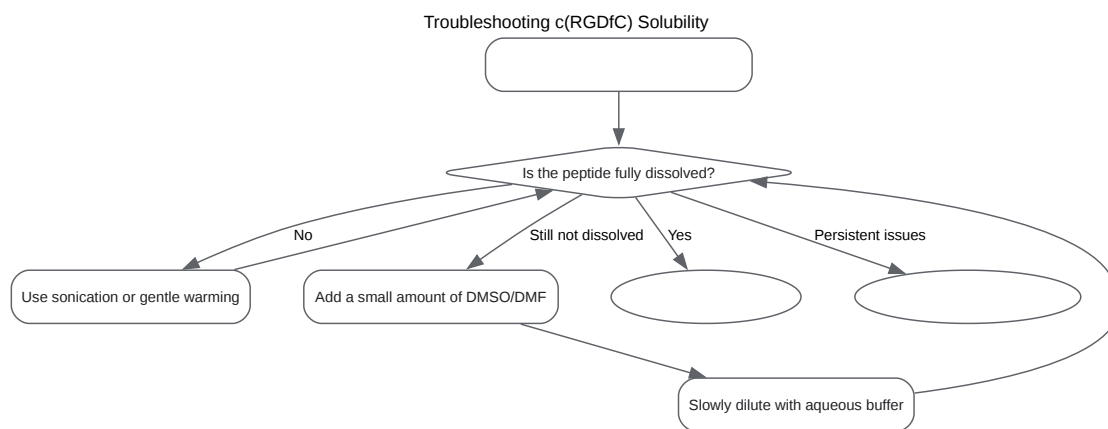 Troubleshooting c(RGDfC) Solubility
Is the peptide fully dissolved?
No
Still not dissolved
Yes
Persistent issues
Use sonication or gentle warming
Add a small amount of DMSO/DMF
Slowly dilute with aqueous buffer